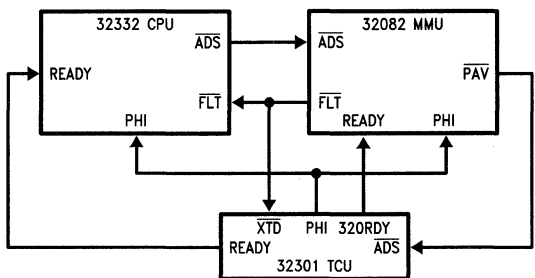 32332 CPU
ADS
READY
FLT
PHI
32082 MMU
ADS
PAV
FLT
READY PHI
XTD PHI 320RDY
READY ADS
32301 TCU